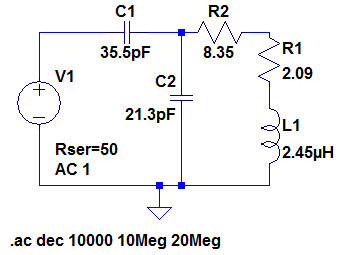 C1
35.5pF
R2
8.35
R1
2.09
V1
C2
21.3pF
L1
2.45µH
Rser=50
AC 1
.ac dec 10000 10Meg 20Meg